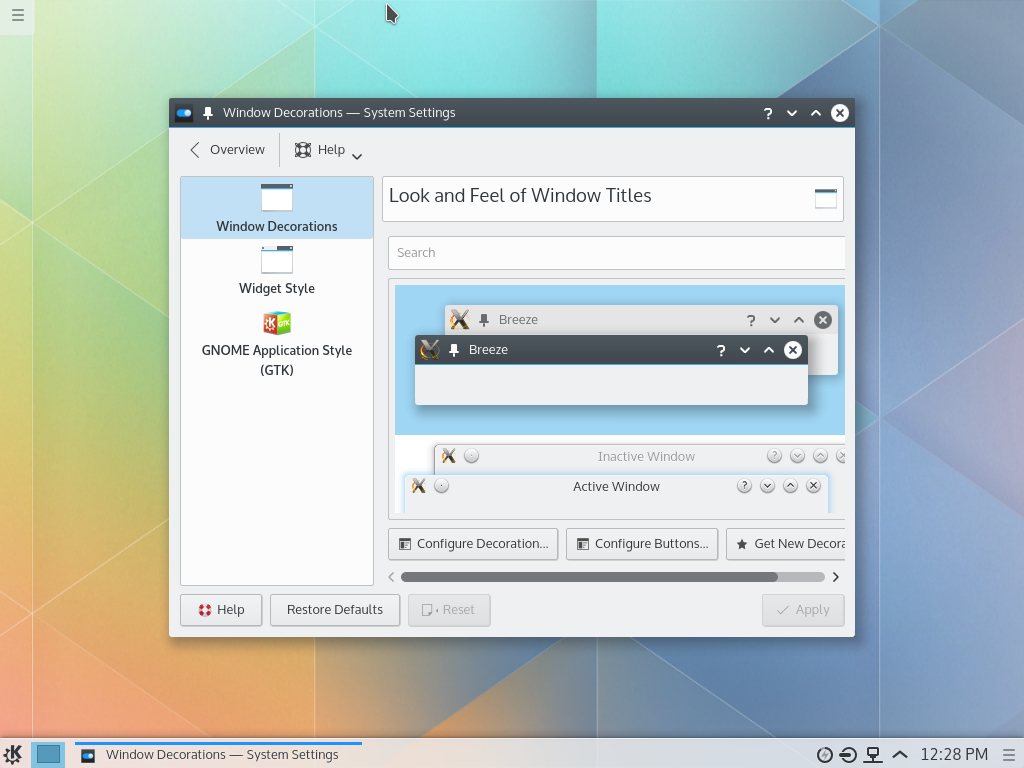 Window Decorations — System Settings
Overview
Help
Window Decorations
Widget Style
GTK
GNOME Application Style
(GTK)
Look and Feel of Window Titles
Search
Breeze
Breeze
Inactive Window
Active Window
Configure Decoration...
Configure Buttons...
Get New Decora
Help
Restore Defaults
Reset
Apply
Window Decorations — System Settings
12:28 PM